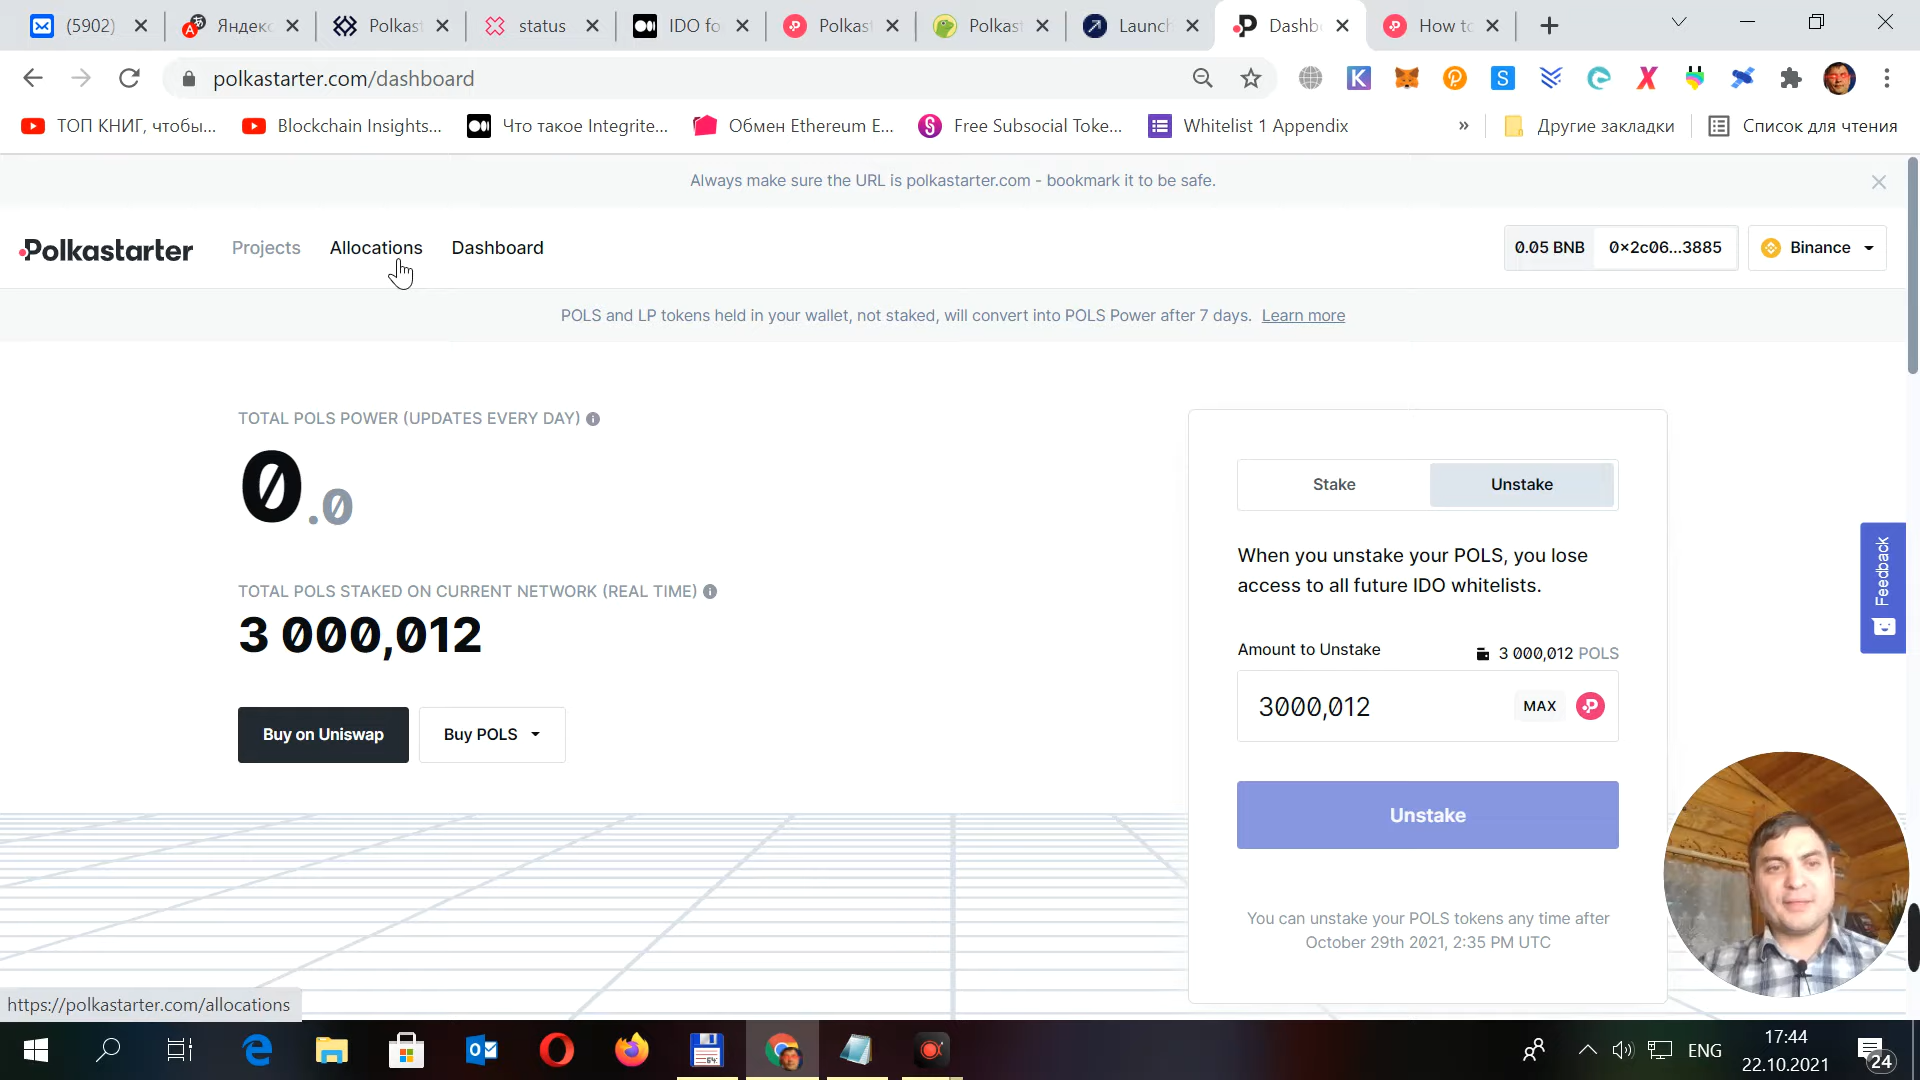 (5902)
Яндекс
Polkast
status
IDO fo
Polkast
Polkast
Launch
Dashb
How to
polkastarter.com/dashboard
ТОП КНИГ, чтобы...
Blockchain Insights...
Что такое Integrite...
Обмен Ethereum E...
Free Subsocial Toke...
Whitelist 1 Appendix
»
Другие закладки
Список для чтения
Always make sure the URL is polkastarter.com - bookmark it to be safe.
Polkastarter
Projects
Allocations
Dashboard
0.05 BNB
0×2c06...3885
Binance
POLS and LP tokens held in your wallet, not staked, will convert into POLS Power after 7 days. Learn more
TOTAL POLS POWER (UPDATES EVERY DAY)
0.0
TOTAL POLS STAKED ON CURRENT NETWORK (REAL TIME)
3 000,012
Buy on Uniswap
Buy POLS
Stake
Unstake
When you unstake your POLS, you lose
access to all future IDO whitelists.
Amount to Unstake
3 000,012 POLS
3000,012
MAX
Unstake
You can unstake your POLS tokens any time after
October 29th 2021, 2:35 PM UTC
Feedback
https://polkastarter.com/allocations
ENG
17:44
22.10.2021
24